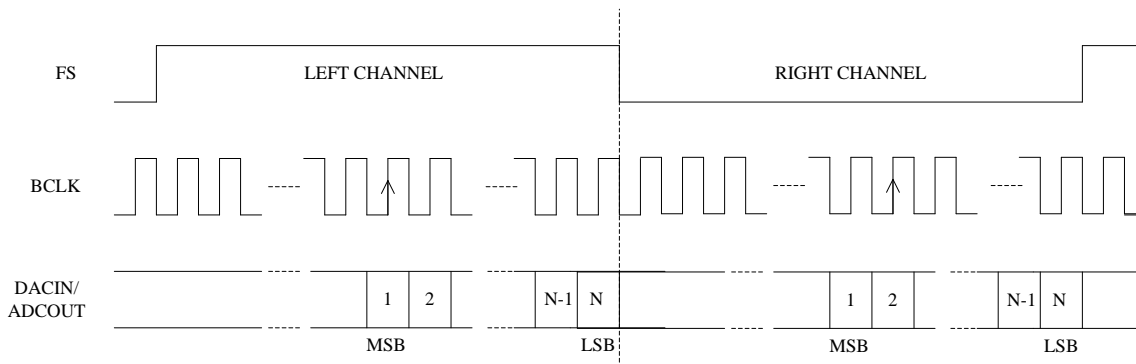 FS
LEFT CHANNEL
RIGHT CHANNEL
BCLK
DACIN/
ADCOUT
1 2 N-1 N 1 2 N-1 N
MSB LSB MSB LSB